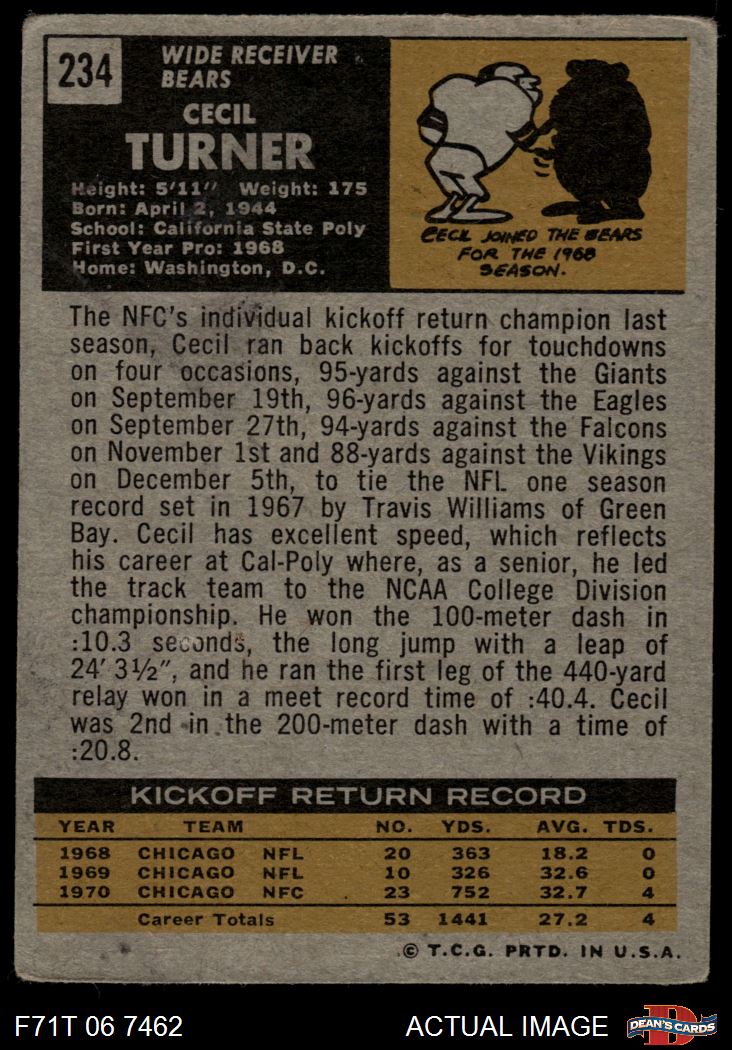 234
WIDE RECEIVER
BEARS
CECIL
TURNER
Height: 5'11" Weight: 175
Born: April 2, 1944
School: California State Poly
First Year Pro: 1968
Home: Washington, D.C.
CECIL JOINED THE BEARS
FOR THE 1968
SEASON.
The NFC's individual kickoff return champion last
season, Cecil ran back kickoffs for touchdowns
on four occasions, 95-yards against the Giants
on September 19th, 96-yards against the Eagles
on September 27th, 94-yards against the Falcons
on November 1st and 88-yards against the Vikings
on December 5th, to tie the NFL one season
record set in 1967 by Travis Williams of Green
Bay. Cecil has excellent speed, which reflects
his career at Cal-Poly where, as a senior, he led
the track team to the NCAA College Division
championship. He won the 100-meter dash in
:10.3 seconds, the long jump with a leap of
24' 3½", and he ran the first leg of the 440-yard
relay won in a meet record time of :40.4. Cecil
was 2nd in the 200-meter dash with a time of
:20.8.
KICKOFF RETURN RECORD
YEAR TEAM NO. YDS. AVG. TDS.
1968 CHICAGO NFL 20 363 18.2 0
1969 CHICAGO NFL 10 326 32.6 0
1970 CHICAGO NFC 23 752 32.7 4
Career Totals 53 1441 27.2 4
© T.C.G. PRTD. IN U.S.A.
F71T 06 7462 ACTUAL IMAGE D DEAN'S CARDS